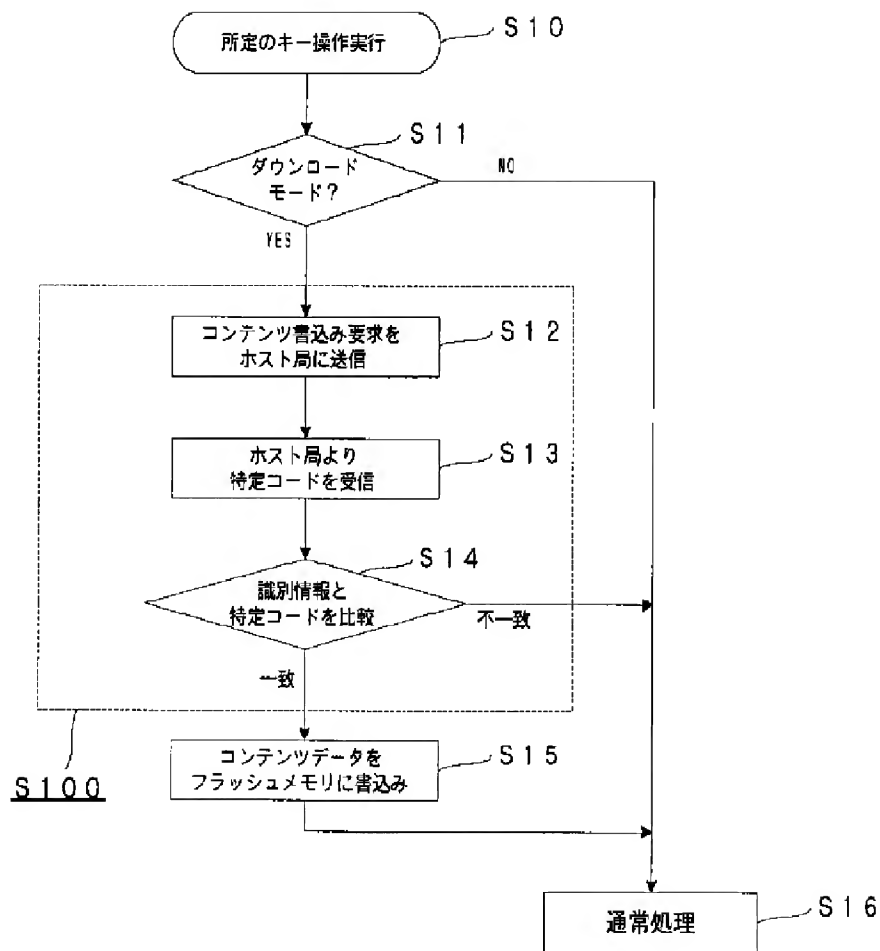 所定のキー操作実行
S10
S11
ダウンロード
モード?
NO
YES
コンテンツ書込み要求を
ホスト局に送信
S12
ホスト局より
特定コードを受信
S13
S14
識別情報と
特定コードを比較
不一致
一致
コンテンツデータを
フラッシュメモリに書込み
S15
S100
通常処理
S16